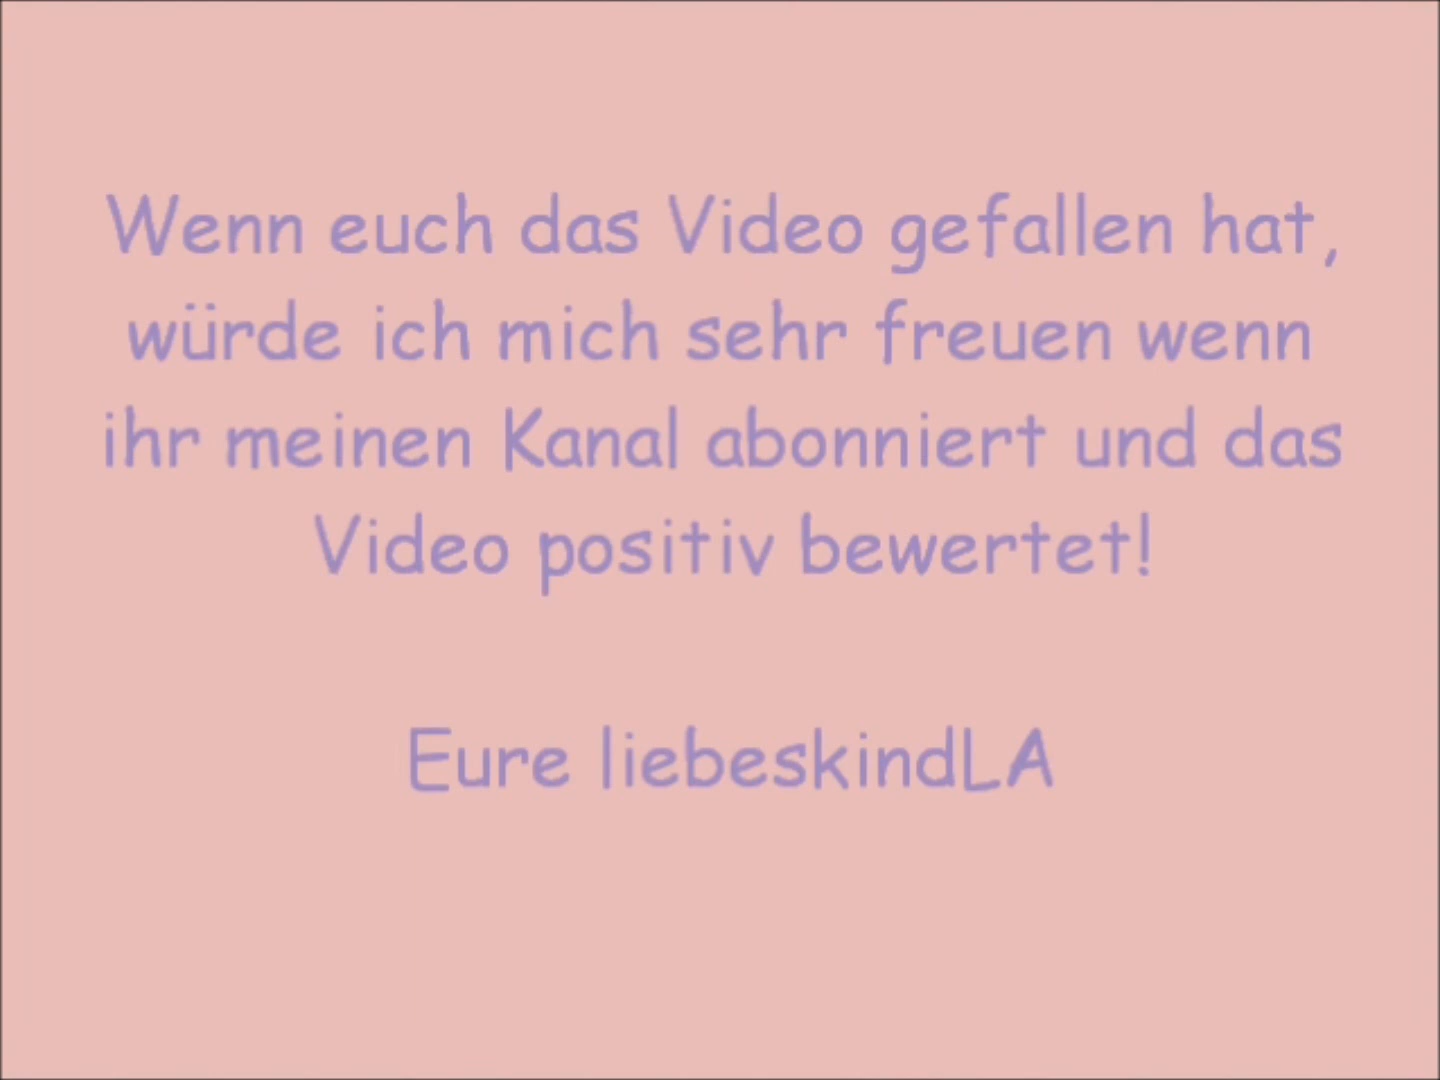 Wenn euch das Video gefallen hat,
würde ich mich sehr freuen wenn
ihr meinen Kanal abonniert und das
Video positiv bewertet!
Eure liebeskindLA